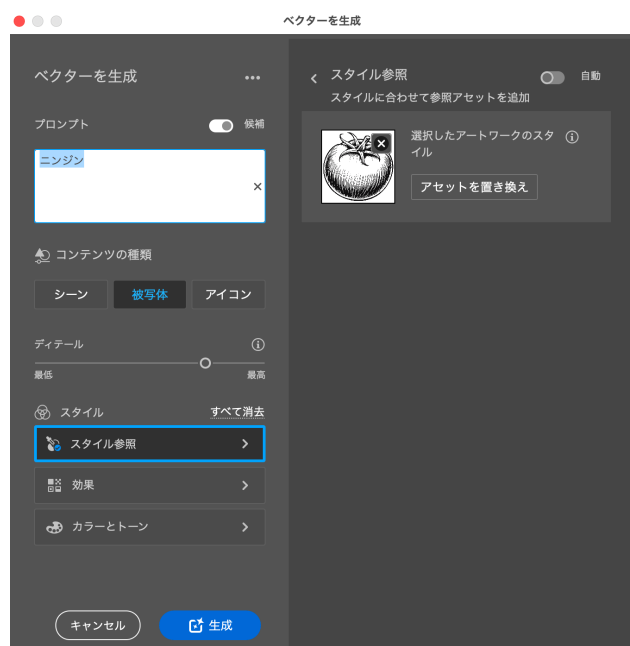 ベクターを生成
ベクターを生成
プロンプト
候補
ニンジン
コンテンツの種類
シーン
被写体
アイコン
ディテール
最低
最高
スタイル
すべて消去
スタイル参照
効果
カラーとトーン
キャンセル
生成
スタイル参照
自動
スタイルに合わせて参照アセットを追加
選択したアートワークのスタ
イル
アセットを置き換え